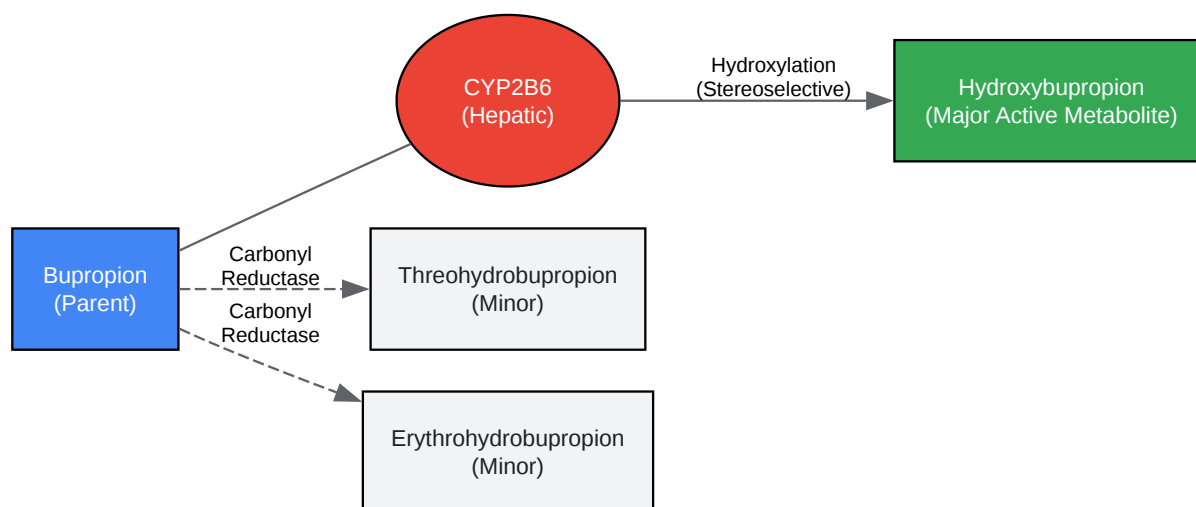 CYP2B6
(Hepatic)
Hydroxylation
(Stereoselective)
Hydroxybupropion
(Major Active Metabolite)
Bupropion
(Parent)
Carbonyl
Reductase
Threohydrobupropion
(Minor)
Carbonyl
Reductase
Erythrohydrobupropion
(Minor)